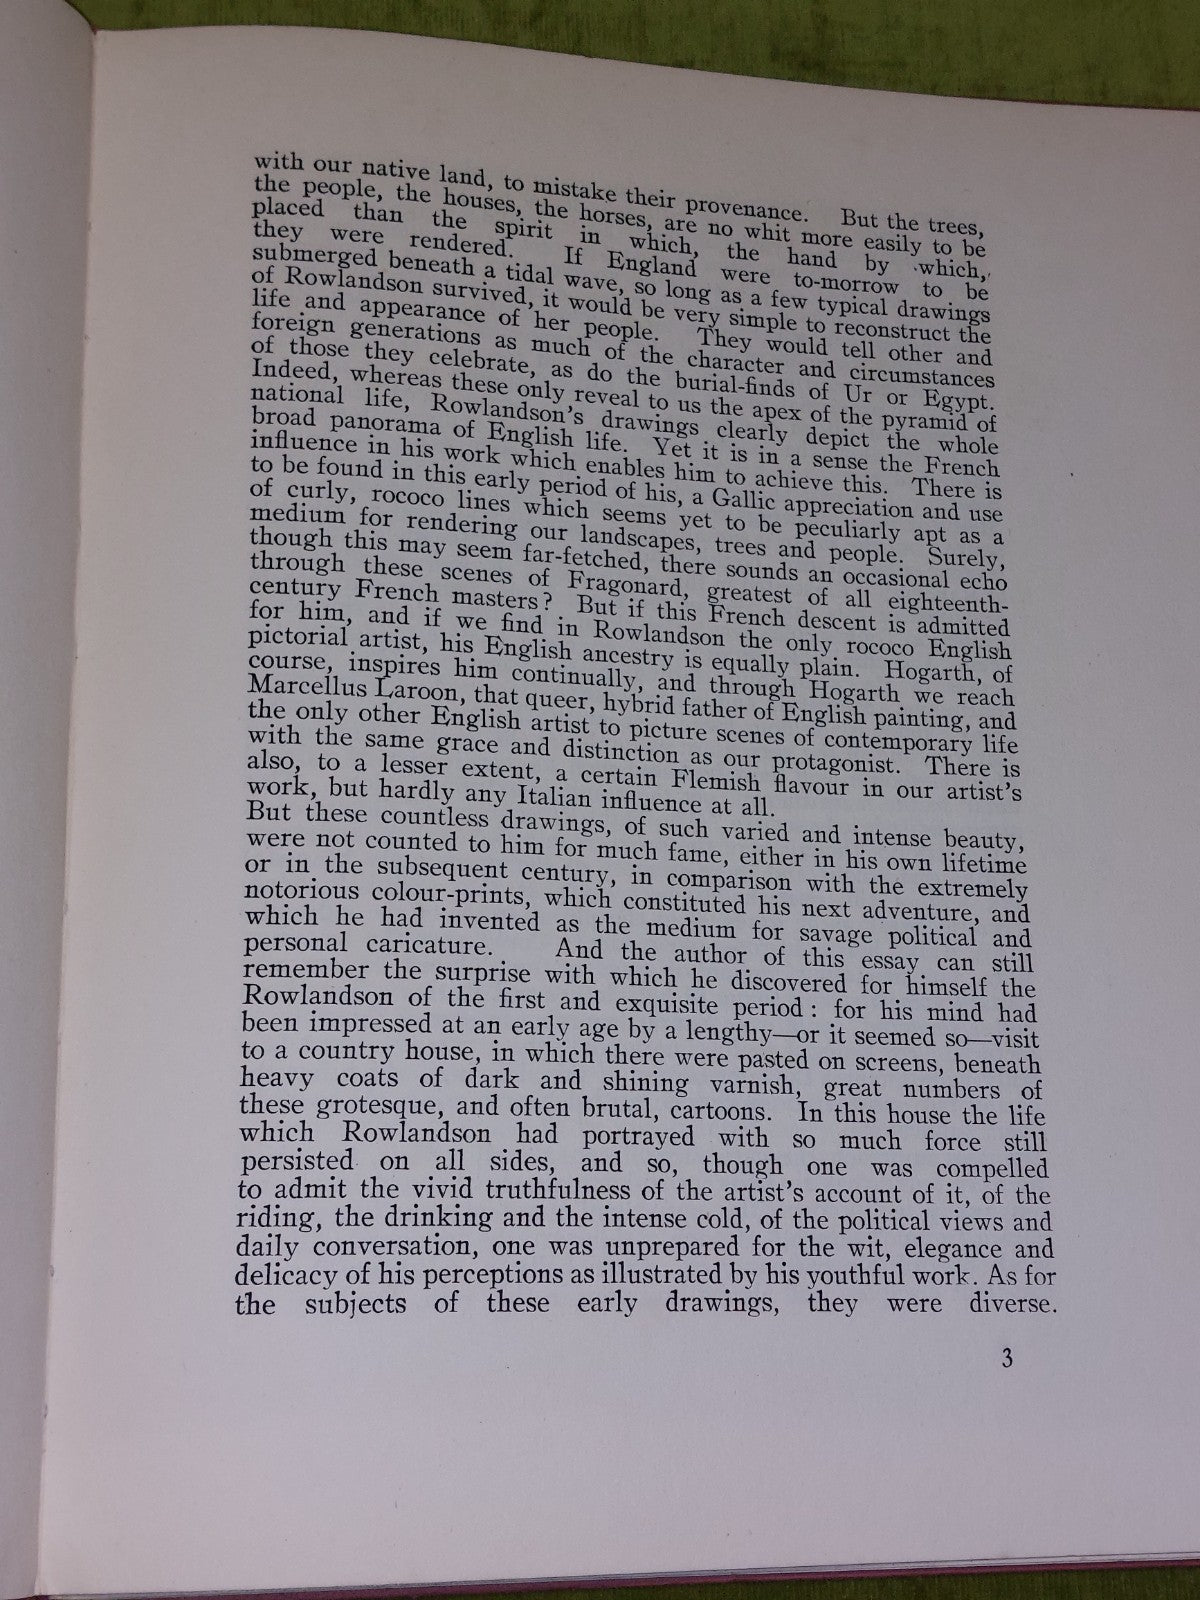 with our native land, to mistake their provenance. But the trees,
the people, the houses, the horses, are no whit more easily to be
placed than the spirit in which, the hand by which,
they were rendered. If England were to-morrow to be
submerged beneath a tidal wave, so long as a few typical drawings
of Rowlandson survived, it would be very simple to reconstruct the
life and appearance of her people. They would tell other and
foreign generations as much of the character and circumstances
of those they celebrate, as do the burial-finds of Ur or Egypt.
Indeed, whereas these only reveal to us the apex of the pyramid of
national life, Rowlandson's drawings clearly depict the whole
broad panorama of English life. Yet it is in a sense the French
influence in his work which enables him to achieve this. There is
to be found in this early period of his, a Gallic appreciation and use
of curly, rococo lines which seems yet to be peculiarly apt as a
medium for rendering our landscapes, trees and people. Surely,
though this may seem far-fetched, there sounds an occasional echo
through these scenes of Fragonard, greatest of all eighteenth-
century French masters? But if this French descent is admitted
for him, and if we find in Rowlandson the only rococo English
pictorial artist, his English ancestry is equally plain. Hogarth, of
course, inspires him continually, and through Hogarth we reach
Marcellus Laroon, that queer, hybrid father of English painting, and
the only other English artist to picture scenes of contemporary life
with the same grace and distinction as our protagonist. There is
also, to a lesser extent, a certain Flemish flavour in our artist's
work, but hardly any Italian influence at all.
But these countless drawings, of such varied and intense beauty,
were not counted to him for much fame, either in his own lifetime
or in the subsequent century, in comparison with the extremely
notorious colour-prints, which constituted his next adventure, and
which he had invented as the medium for savage political and
personal caricature. And the author of this essay can still
remember the surprise with which he discovered for himself the
Rowlandson of the first and exquisite period : for his mind had
been impressed at an early age by a lengthy—or it seemed so—visit
to a country house, in which there were pasted on screens, beneath
heavy coats of dark and shining varnish, great numbers of
these grotesque, and often brutal, cartoons. In this house the life
which Rowlandson had portrayed with so much force still
persisted on all sides, and so, though one was compelled
to admit the vivid truthfulness of the artist's account of it, of the
riding, the drinking and the intense cold, of the political views and
daily conversation, one was unprepared for the wit, elegance and
delicacy of his perceptions as illustrated by his youthful work. As for
the subjects of these early drawings, they were diverse.
3